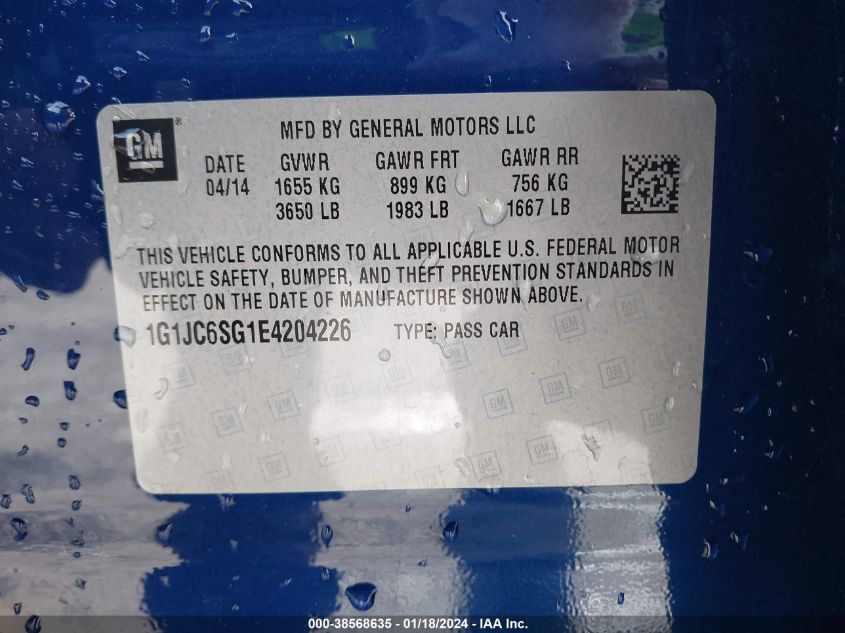 GM ®
MFD BY GENERAL MOTORS LLC
DATE GVWR GAWR FRT GAWR RR
04/14 1655 KG 899 KG 756 KG
3650 LB 1983 LB 1667 LB
THIS VEHICLE CONFORMS TO ALL APPLICABLE U.S. FEDERAL MOTOR
VEHICLE SAFETY, BUMPER, AND THEFT PREVENTION STANDARDS IN
EFFECT ON THE DATE OF MANUFACTURE SHOWN ABOVE.
1G1JC6SG1E4204226 TYPE: PASS CAR
000-38568635 - 01/18/2024 - IAA Inc.